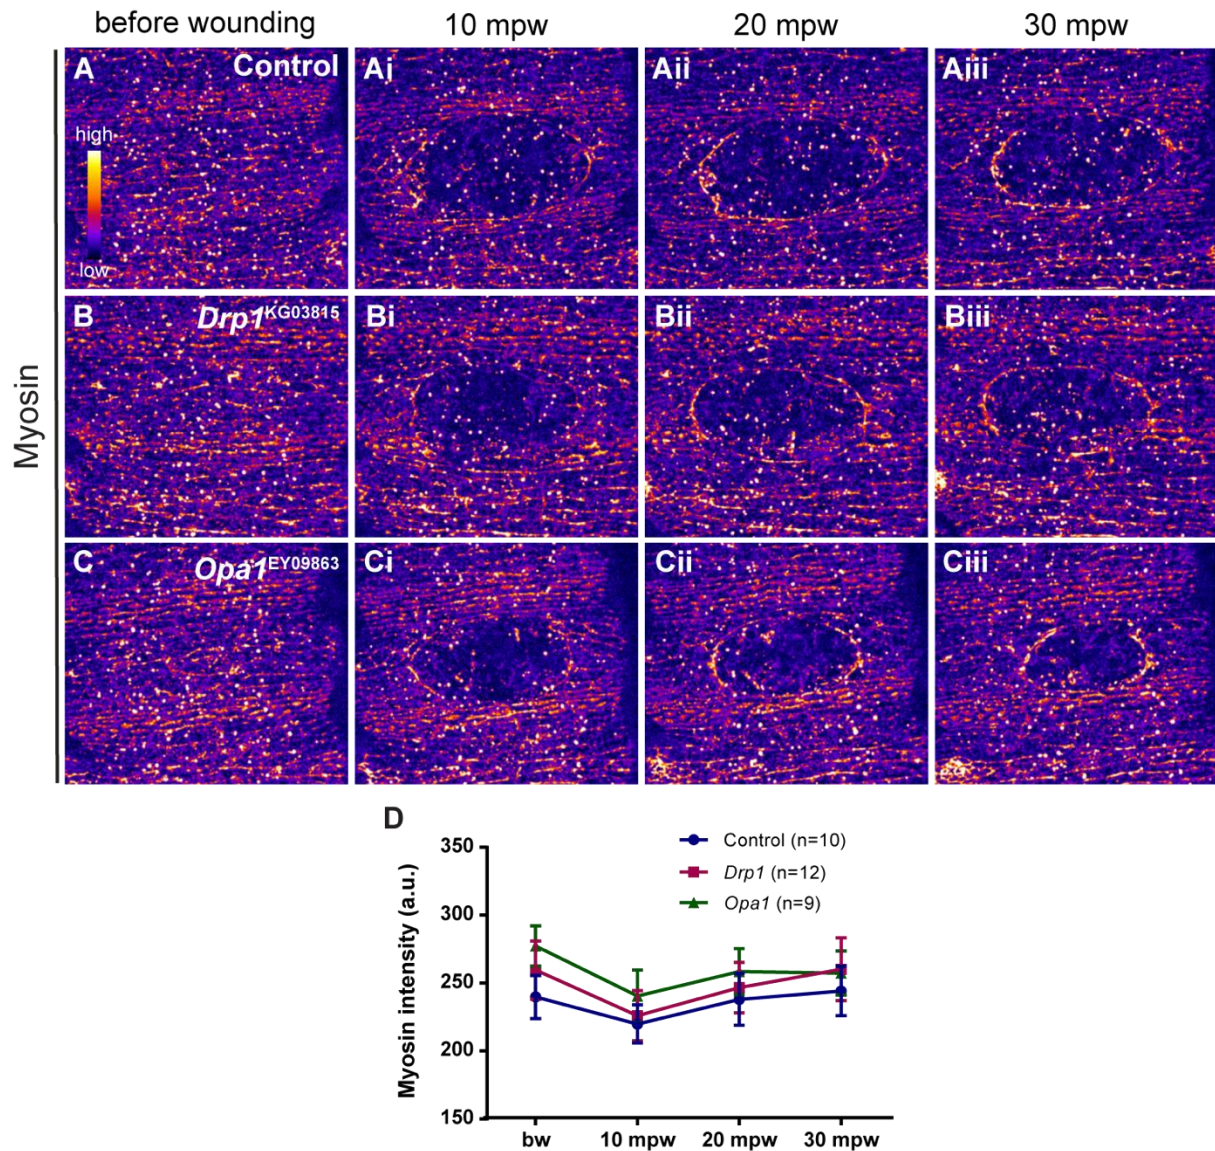 before wounding 10 mpw 20 mpw 30 mpw
Myosin
A Control Ai Aii Aiii
high
low
B Drp1KG03815 Bi Bii Biii
C Opa1EY09863 Ci Cii Ciii
D
Control (n=10)
Drp1 (n=12)
Opa1 (n=9)
Myosin intensity (a.u.)
350
300
250
200
150
bw 10 mpw 20 mpw 30 mpw